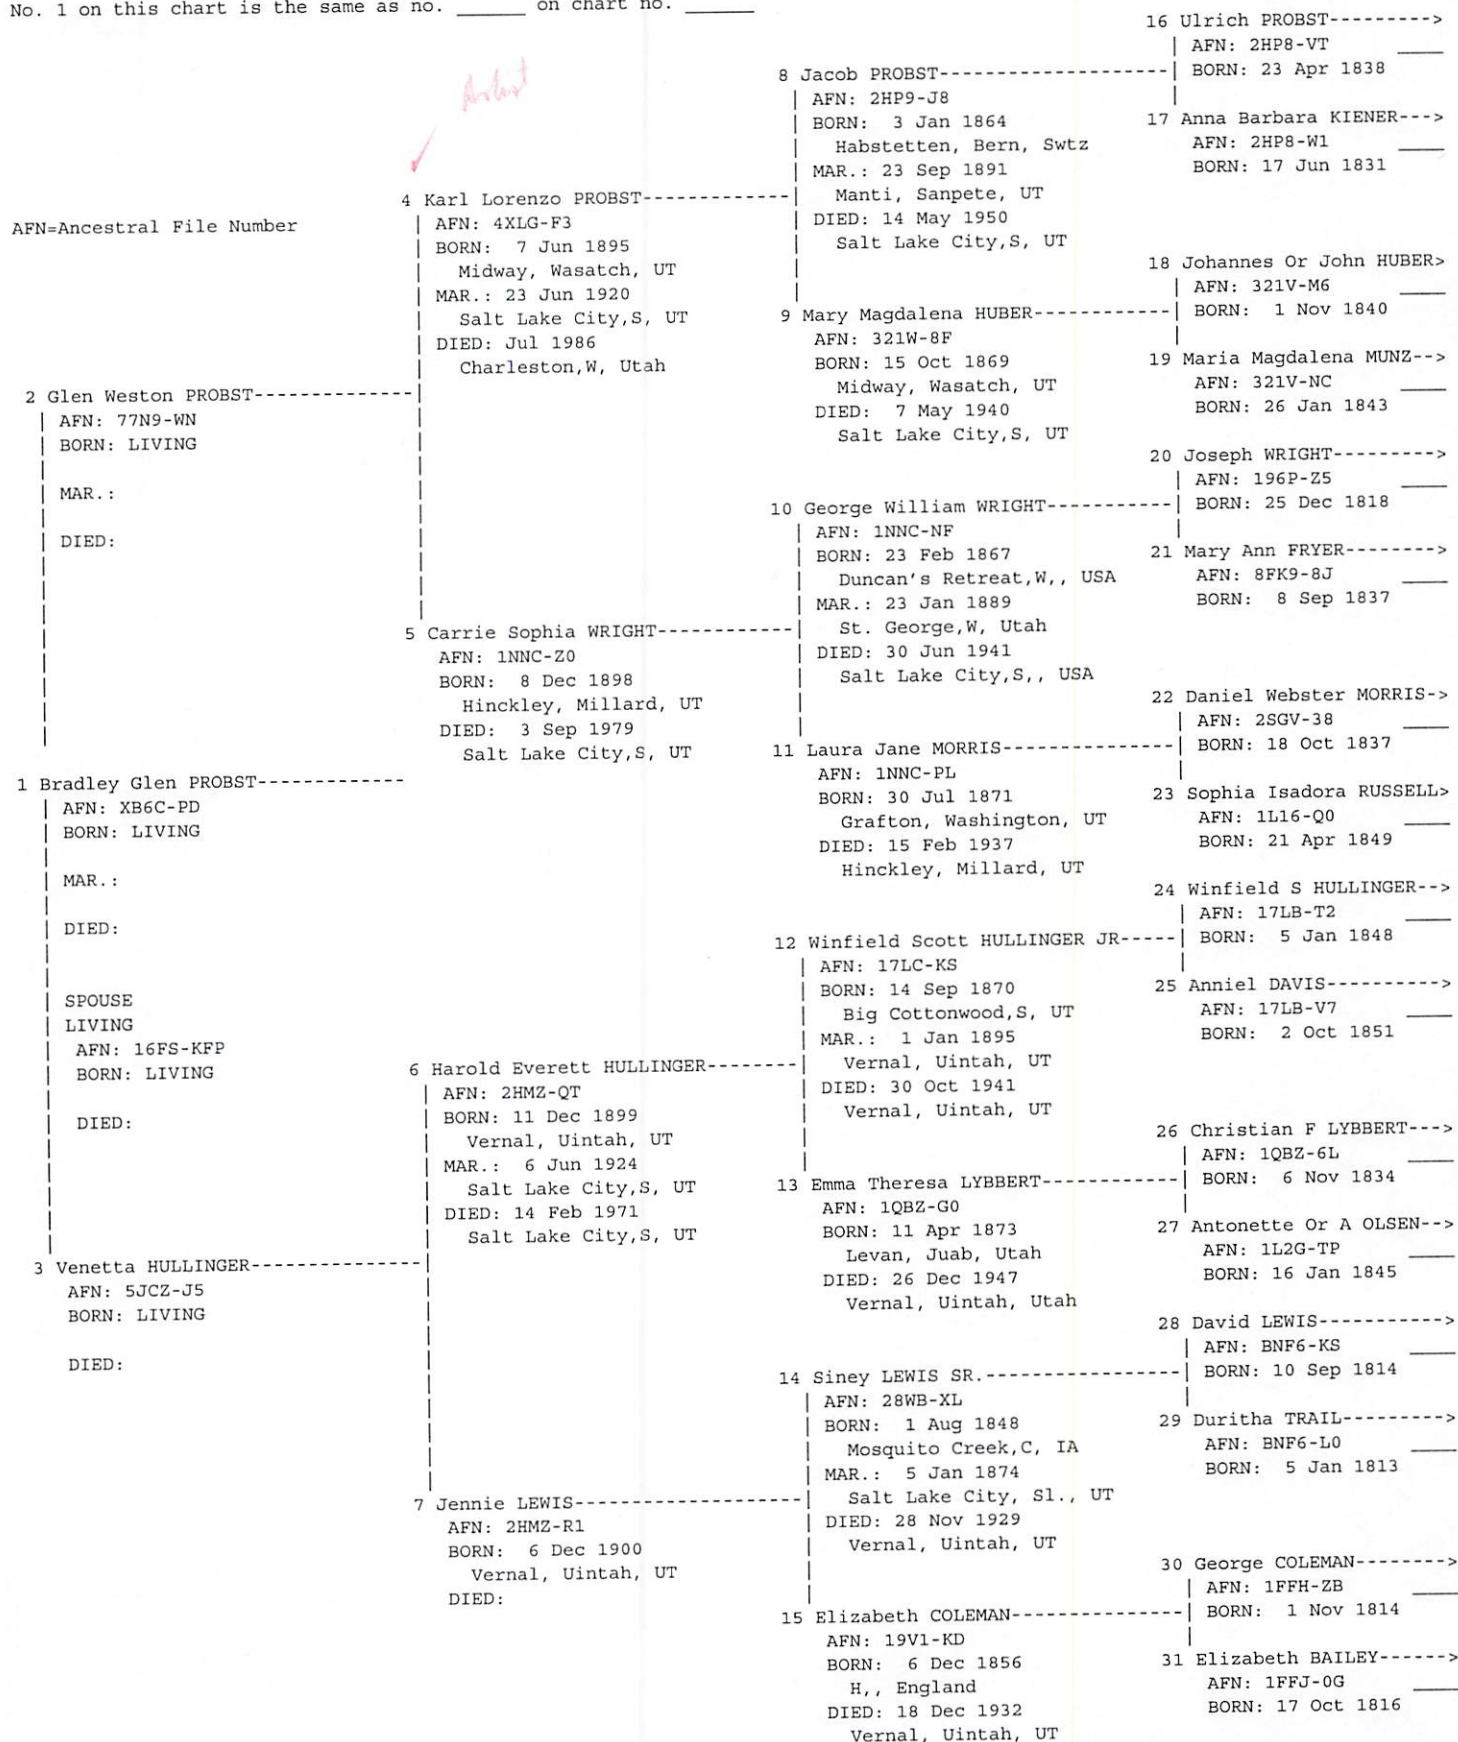 No. 1 on this chart is the same as no. ______ on chart no. ______
AFN=Ancestral File Number
1 Bradley Glen PROBST-------------
AFN: XB6C-PD
BORN: LIVING
MAR.:
DIED:
SPOUSE
LIVING
AFN: 16FS-KFP
BORN: LIVING
DIED:
2 Glen Weston PROBST--------------
AFN: 77N9-WN
BORN: LIVING
MAR.:
DIED:
3 Venetta HULLINGER---------------
AFN: 5JCZ-J5
BORN: LIVING
DIED:
4 Karl Lorenzo PROBST-------------
AFN: 4XLG-F3
BORN: 7 Jun 1895
Midway, Wasatch, UT
MAR.: 23 Jun 1920
Salt Lake City,S, UT
DIED: Jul 1986
Charleston,W, Utah
5 Carrie Sophia WRIGHT------------
AFN: 1NNC-Z0
BORN: 8 Dec 1898
Hinckley, Millard, UT
DIED: 3 Sep 1979
Salt Lake City,S, UT
6 Harold Everett HULLINGER--------
AFN: 2HMZ-QT
BORN: 11 Dec 1899
Vernal, Uintah, UT
MAR.: 6 Jun 1924
Salt Lake City,S, UT
DIED: 14 Feb 1971
Salt Lake City,S, UT
7 Jennie LEWIS--------------------
AFN: 2HMZ-R1
BORN: 6 Dec 1900
Vernal, Uintah, UT
DIED:
8 Jacob PROBST--------------------
AFN: 2HP9-J8
BORN: 3 Jan 1864
Habstetten, Bern, Swtz
MAR.: 23 Sep 1891
Manti, Sanpete, UT
DIED: 14 May 1950
Salt Lake City,S, UT
9 Mary Magdalena HUBER------------
AFN: 321W-8F
BORN: 15 Oct 1869
Midway, Wasatch, UT
DIED: 7 May 1940
Salt Lake City,S, UT
10 George William WRIGHT-----------
AFN: 1NNC-NF
BORN: 23 Feb 1867
Duncan's Retreat,W,, USA
MAR.: 23 Jan 1889
St. George,W, Utah
DIED: 30 Jun 1941
Salt Lake City,S,, USA
11 Laura Jane MORRIS---------------
AFN: 1NNC-PL
BORN: 30 Jul 1871
Grafton, Washington, UT
DIED: 15 Feb 1937
Hinckley, Millard, UT
12 Winfield Scott HULLINGER JR-----
AFN: 17LC-KS
BORN: 14 Sep 1870
Big Cottonwood,S, UT
MAR.: 1 Jan 1895
Vernal, Uintah, UT
DIED: 30 Oct 1941
Vernal, Uintah, UT
13 Emma Theresa LYBBERT------------
AFN: 1QBZ-G0
BORN: 11 Apr 1873
Levan, Juab, Utah
DIED: 26 Dec 1947
Vernal, Uintah, Utah
14 Siney LEWIS SR.-----------------
AFN: 28WB-XL
BORN: 1 Aug 1848
Mosquito Creek,C, IA
MAR.: 5 Jan 1874
Salt Lake City, Sl., UT
DIED: 28 Nov 1929
Vernal, Uintah, UT
15 Elizabeth COLEMAN---------------
AFN: 19V1-KD
BORN: 6 Dec 1856
H,, England
DIED: 18 Dec 1932
Vernal, Uintah, UT
16 Ulrich PROBST--------->
AFN: 2HP8-VT
BORN: 23 Apr 1838
17 Anna Barbara KIENER--->
AFN: 2HP8-W1
BORN: 17 Jun 1831
18 Johannes Or John HUBER>
AFN: 321V-M6
BORN: 1 Nov 1840
19 Maria Magdalena MUNZ-->
AFN: 321V-NC
BORN: 26 Jan 1843
20 Joseph WRIGHT--------->
AFN: 196P-Z5
BORN: 25 Dec 1818
21 Mary Ann FRYER-------->
AFN: 8FK9-8J
BORN: 8 Sep 1837
22 Daniel Webster MORRIS->
AFN: 2SGV-38
BORN: 18 Oct 1837
23 Sophia Isadora RUSSELL>
AFN: 1L16-Q0
BORN: 21 Apr 1849
24 Winfield S HULLINGER-->
AFN: 17LB-T2
BORN: 5 Jan 1848
25 Anniel DAVIS---------->
AFN: 17LB-V7
BORN: 2 Oct 1851
26 Christian F LYBBERT--->
AFN: 1QBZ-6L
BORN: 6 Nov 1834
27 Antonette Or A OLSEN-->
AFN: 1L2G-TP
BORN: 16 Jan 1845
28 David LEWIS----------->
AFN: BNF6-KS
BORN: 10 Sep 1814
29 Duritha TRAIL--------->
AFN: BNF6-L0
BORN: 5 Jan 1813
30 George COLEMAN-------->
AFN: 1FFH-ZB
BORN: 1 Nov 1814
31 Elizabeth BAILEY------>
AFN: 1FFJ-0G
BORN: 17 Oct 1816